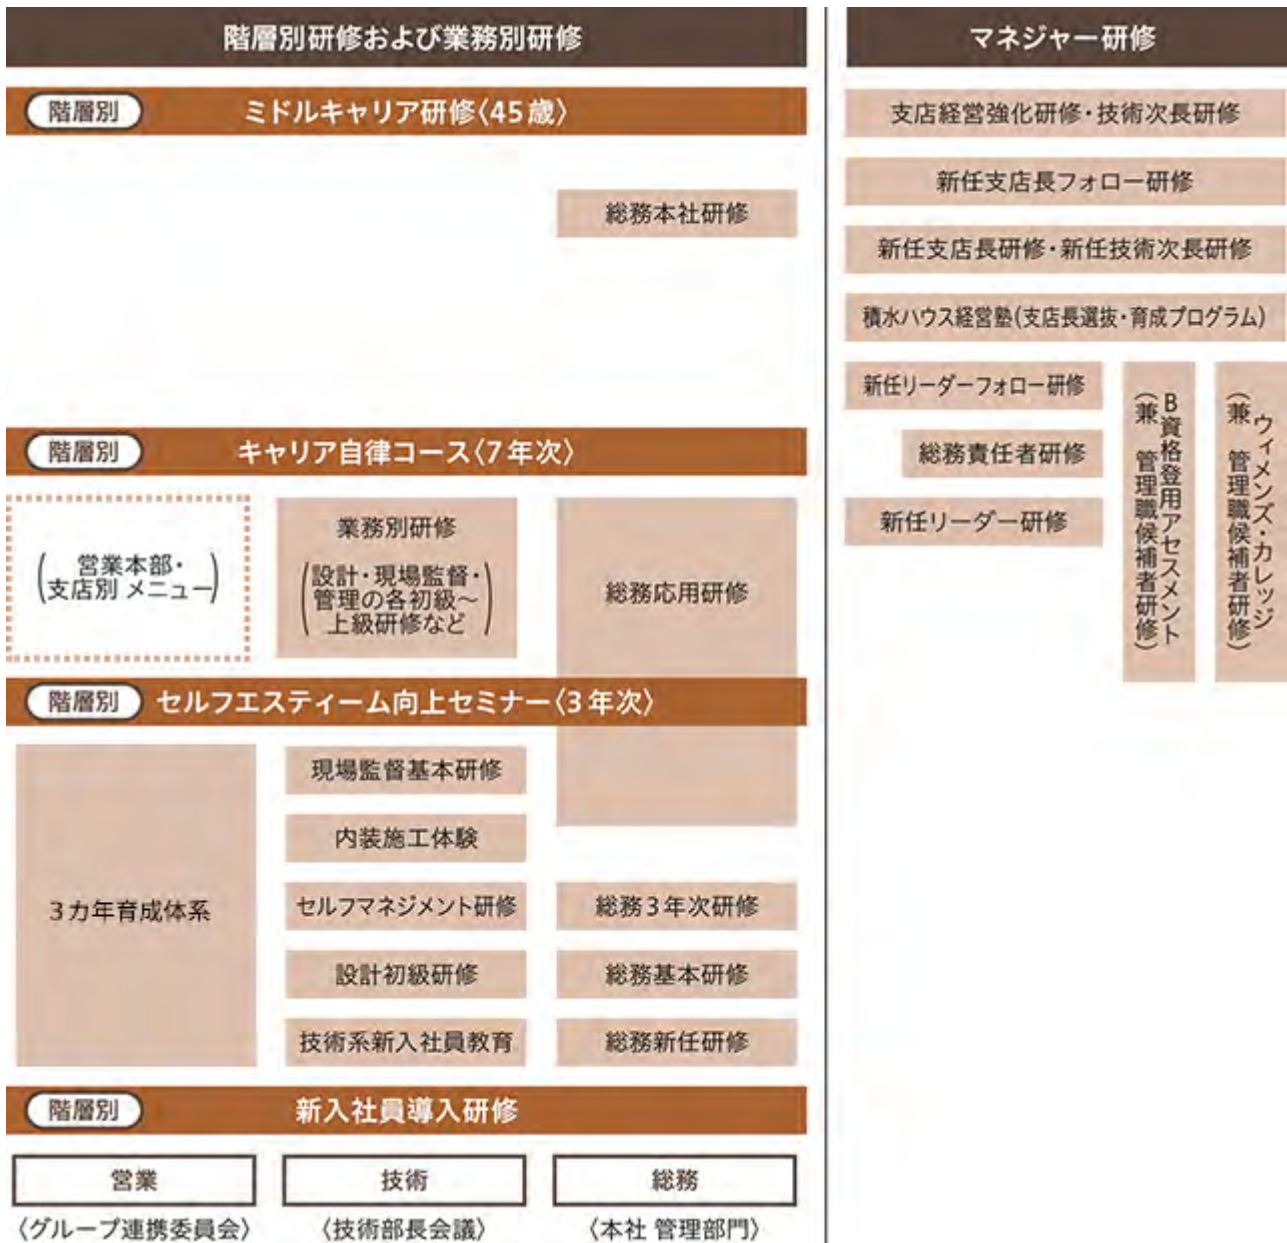 階層別研修および業務別研修
階層別
ミドルキャリア研修〈45歳〉
総務本社研修
階層別
キャリア自律コース〈7年次〉
(営業本部・
支店別 メニュー)
業務別研修
(設計・現場監督・
管理の各初級〜
上級研修など)
総務応用研修
階層別
セルフエスティーム向上セミナー〈3年次〉
3カ年育成体系
現場監督基本研修
内装施工体験
セルフマネジメント研修
設計初級研修
技術系新入社員教育
総務3年次研修
総務基本研修
総務新任研修
階層別
新入社員導入研修
営業
〈グループ連携委員会〉
技術
〈技術部長会議〉
総務
〈本社 管理部門〉
マネジャー研修
支店経営強化研修・技術次長研修
新任支店長フォロー研修
新任支店長研修・新任技術次長研修
積水ハウス経営塾(支店長選抜・育成プログラム)
新任リーダーフォロー研修
総務責任者研修
新任リーダー研修
B資格登用アセスメント
(兼 管理職候補者研修)
ウィメンズ・カレッジ
(兼 管理職候補者研修)